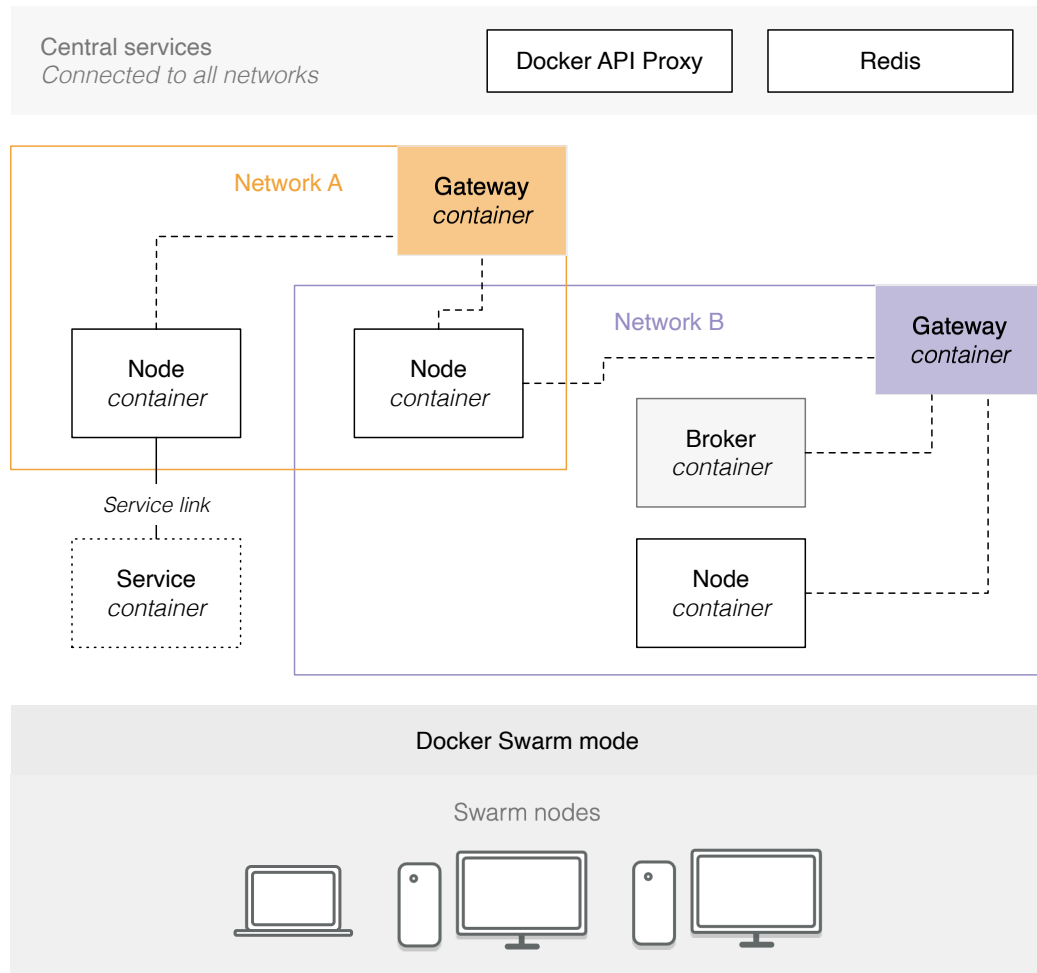 Central services
Connected to all networks
Docker API Proxy
Redis
Network A
Gateway
container
Network B
Gateway
container
Node
container
Node
container
Broker
container
Service link
Service
container
Node
container
Docker Swarm mode
Swarm nodes